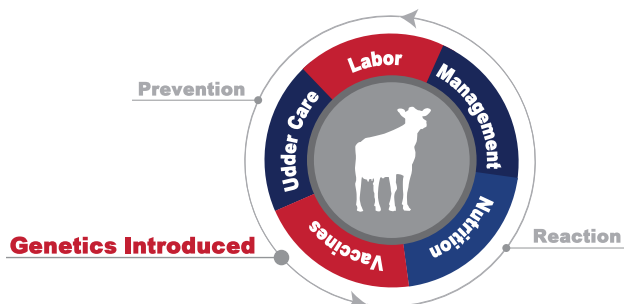 Labor
Management
Prevention
Udder Care
Nutrition
Vaccines
Genetics Introduced
Reaction